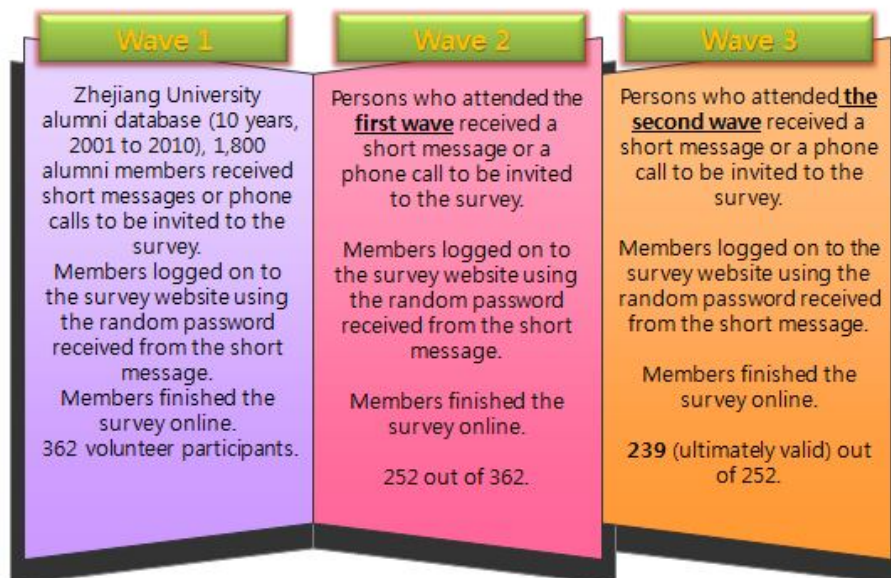 Wave 1
Zhejiang University
alumni database (10 years,
2001 to 2010), 1,800
alumni members received
short messages or phone
calls to be invited to the
survey.
Members logged on to
the survey website using
the random password
received from the short
message.
Members finished the
survey online.
362 volunteer participants.
Wave 2
Persons who attended the
first wave received a
short message or a
phone call to be invited
to the survey.
Members logged on to
the survey website using
the random password
received from the short
message.
Members finished the
survey online.
252 out of 362.
Wave 3
Persons who attended the
second wave received a
short message or a phone
call to be invited to the
survey.
Members logged on to the
survey website using the
random password received
from the short message.
Members finished the
survey online.
239 (ultimately valid) out
of 252.